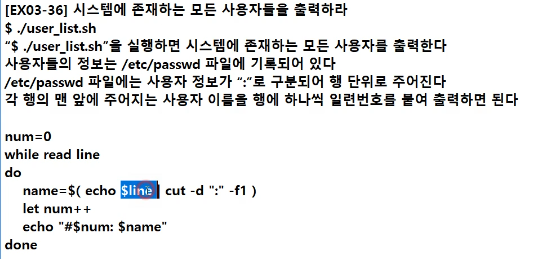 [EX03-36] 시스템에 존재하는 모든 사용자들을 출력하라
$ ./user_list.sh
“$ ./user_list.sh”을 실행하면 시스템에 존재하는 모든 사용자를 출력한다
사용자들의 정보는 /etc/passwd 파일에 기록되어 있다
/etc/passwd 파일에는 사용자 정보가 “:”로 구분되어 행 단위로 주어진다
각 행의 맨 앞에 주어지는 사용자 이름을 행에 하나씩 일련번호를 붙여 출력하면 된다
num=0
while read line
do
name=$( echo $line | cut -d ":" -f1 )
let num++
echo "#$num: $name"
done